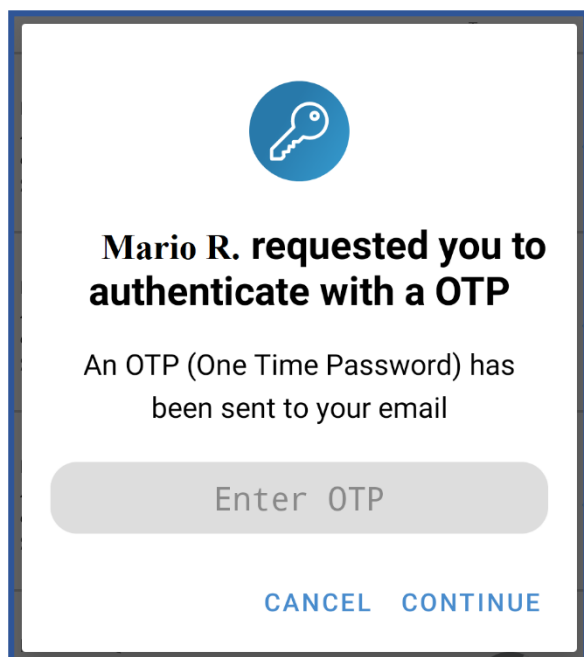 Mario R. requested you to
authenticate with a OTP
An OTP (One Time Password) has
been sent to your email
Enter OTP
CANCEL CONTINUE